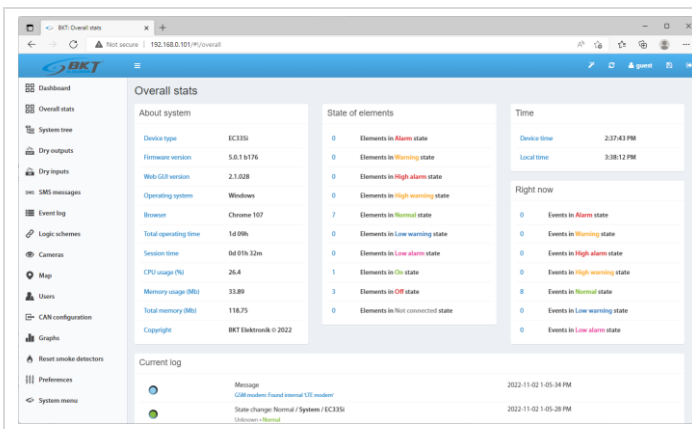 BKT: Overall stats
Not secure
192.168.0.101/#!/overall
BKT
guest
Dashboard
Overall stats
System tree
Dry outputs
Dry inputs
SMS SMS messages
Event log
Logic schemes
Cameras
Map
Users
CAN configuration
Graphs
Reset smoke detectors
Preferences
System menu
Overall stats
About system
Device type EC335i
Firmware version 5.0.1 b176
Web GUI version 2.1.028
Operating system Windows
Browser Chrome 107
Total operating time 1d 09h
Session time 0d 01h 32m
CPU usage (%) 26.4
Memory usage (Mb) 33.89
Total memory (Mb) 118.75
Copyright BKT Elektronik © 2022
State of elements
0 Elements in Alarm state
0 Elements in Warning state
0 Elements in High alarm state
0 Elements in High warning state
7 Elements in Normal state
0 Elements in Low warning state
0 Elements in Low alarm state
1 Elements in On state
3 Elements in Off state
0 Elements in Not connected state
Time
Device time 2:37:43 PM
Local time 3:38:12 PM
Right now
0 Events in Alarm state
0 Events in Warning state
0 Events in High alarm state
0 Events in High warning state
8 Events in Normal state
0 Events in Low warning state
0 Events in Low alarm state
Current log
Message 2022-11-02 1-05-34 PM
GSM modem: Found internal 'LTE modem'
State change: Normal / System / EC335i 2022-11-02 1-05-28 PM
Unknown » Normal